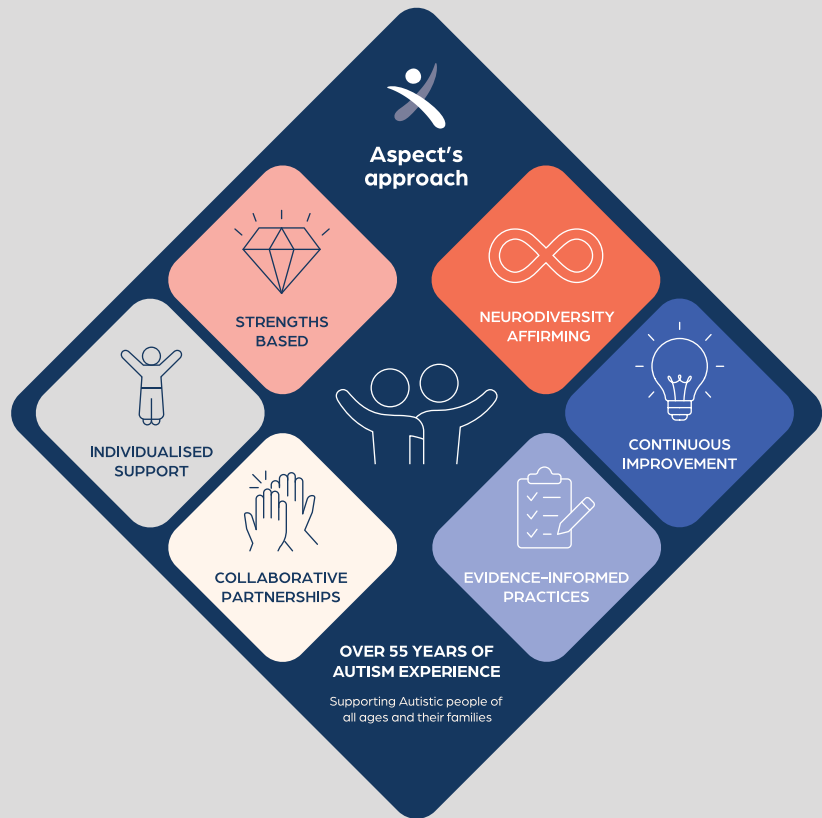 Aspect's
approach
STRENGTHS
BASED
NEURODIVERSITY
AFFIRMING
INDIVIDUALISED
SUPPORT
CONTINUOUS
IMPROVEMENT
COLLABORATIVE
PARTNERSHIPS
EVIDENCE-INFORMED
PRACTICES
OVER 55 YEARS OF
AUTISM EXPERIENCE
Supporting Autistic people of
all ages and their families